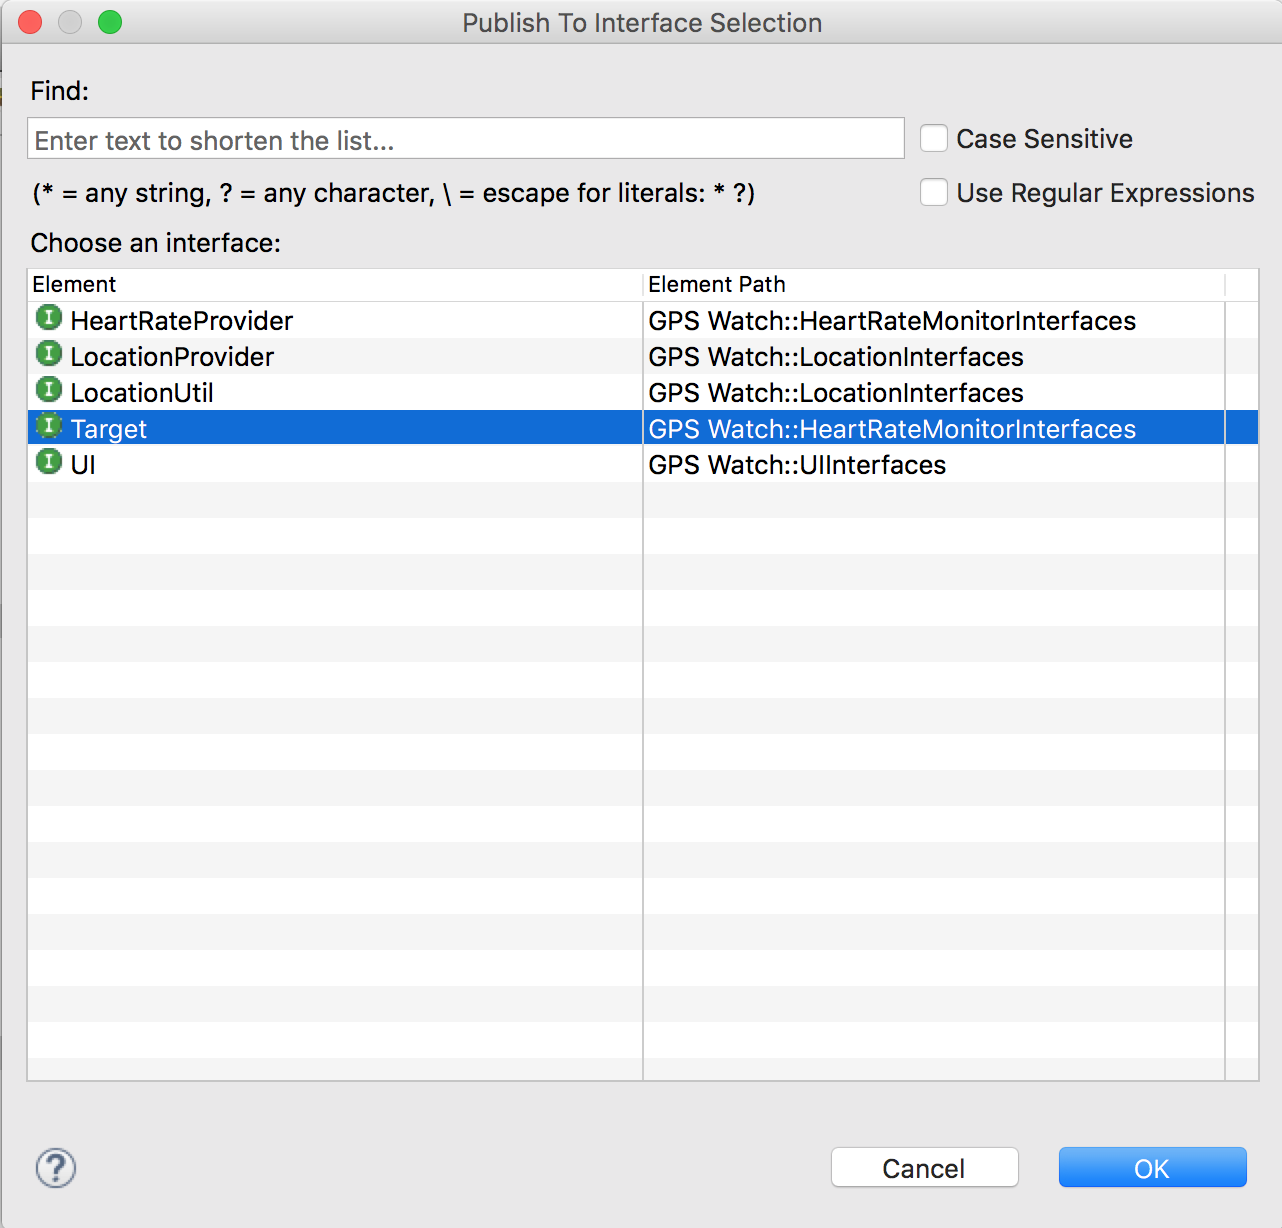 Publish To Interface Selection
Find:
Enter text to shorten the list...
Case Sensitive
(* = any string, ? = any character, \ = escape for literals: * ?)
Use Regular Expressions
Choose an interface:
Element Element Path
I HeartRateProvider GPS Watch::HeartRateMonitorInterfaces
I LocationProvider GPS Watch::LocationInterfaces
I LocationUtil GPS Watch::LocationInterfaces
I Target GPS Watch::HeartRateMonitorInterfaces
I UI GPS Watch::UIInterfaces
? Cancel OK